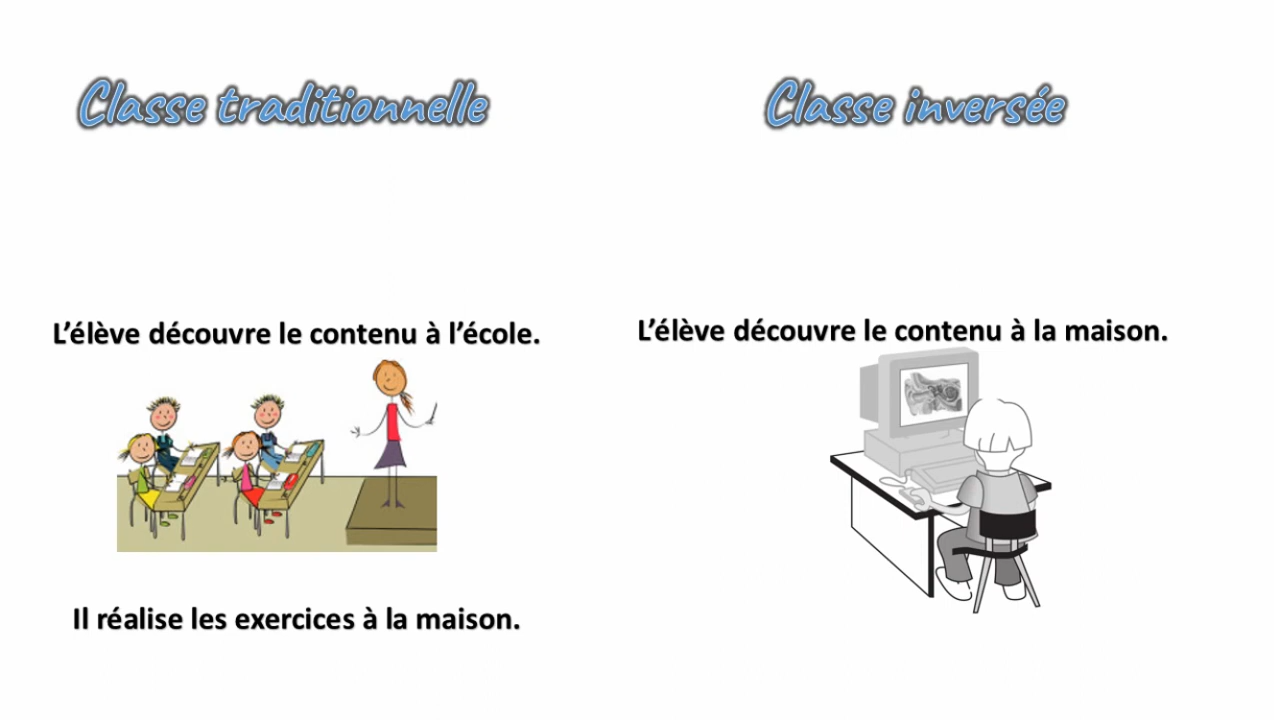 Classe traditionnelle
Classe inversée
L’élève découvre le contenu à l’école.
L’élève découvre le contenu à la maison.
Il réalise les exercices à la maison.